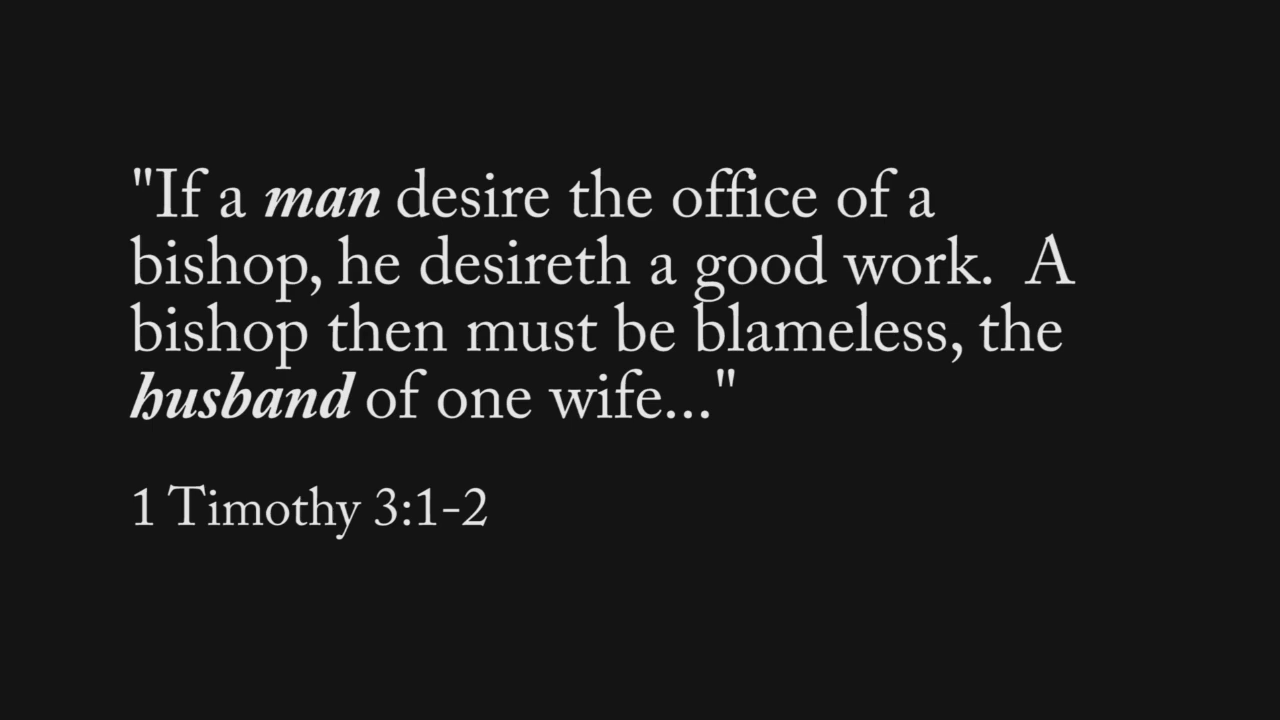 "If a man desire the office of a
bishop, he desireth a good work.  A
bishop then must be blameless, the
husband of one wife..."
1 Timothy 3:1-2